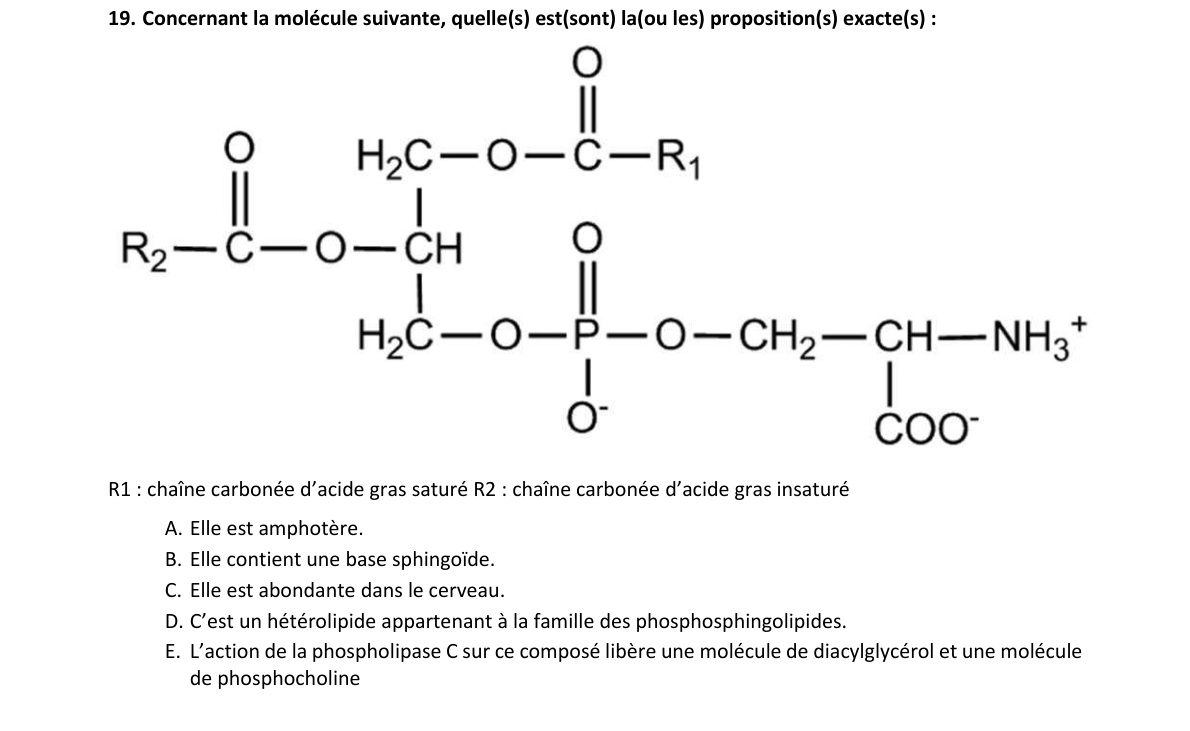 19. Concernant la molécule suivante, quelle(s) est(sont) la(ou les) proposition(s) exacte(s) :
O
O
H₂C—O—C—R₁
R₂—C—O—CH
O
H₂C—O—P—O—CH₂—CH—NH₃⁺
O⁻
COO⁻
R1 : chaîne carbonée d’acide gras saturé R2 : chaîne carbonée d’acide gras insaturé
A. Elle est amphotère.
B. Elle contient une base sphingoïde.
C. Elle est abondante dans le cerveau.
D. C’est un hétérolipide appartenant à la famille des phosphosphingolipides.
E. L’action de la phospholipase C sur ce composé libère une molécule de diacylglycérol et une molécule
de phosphocholine